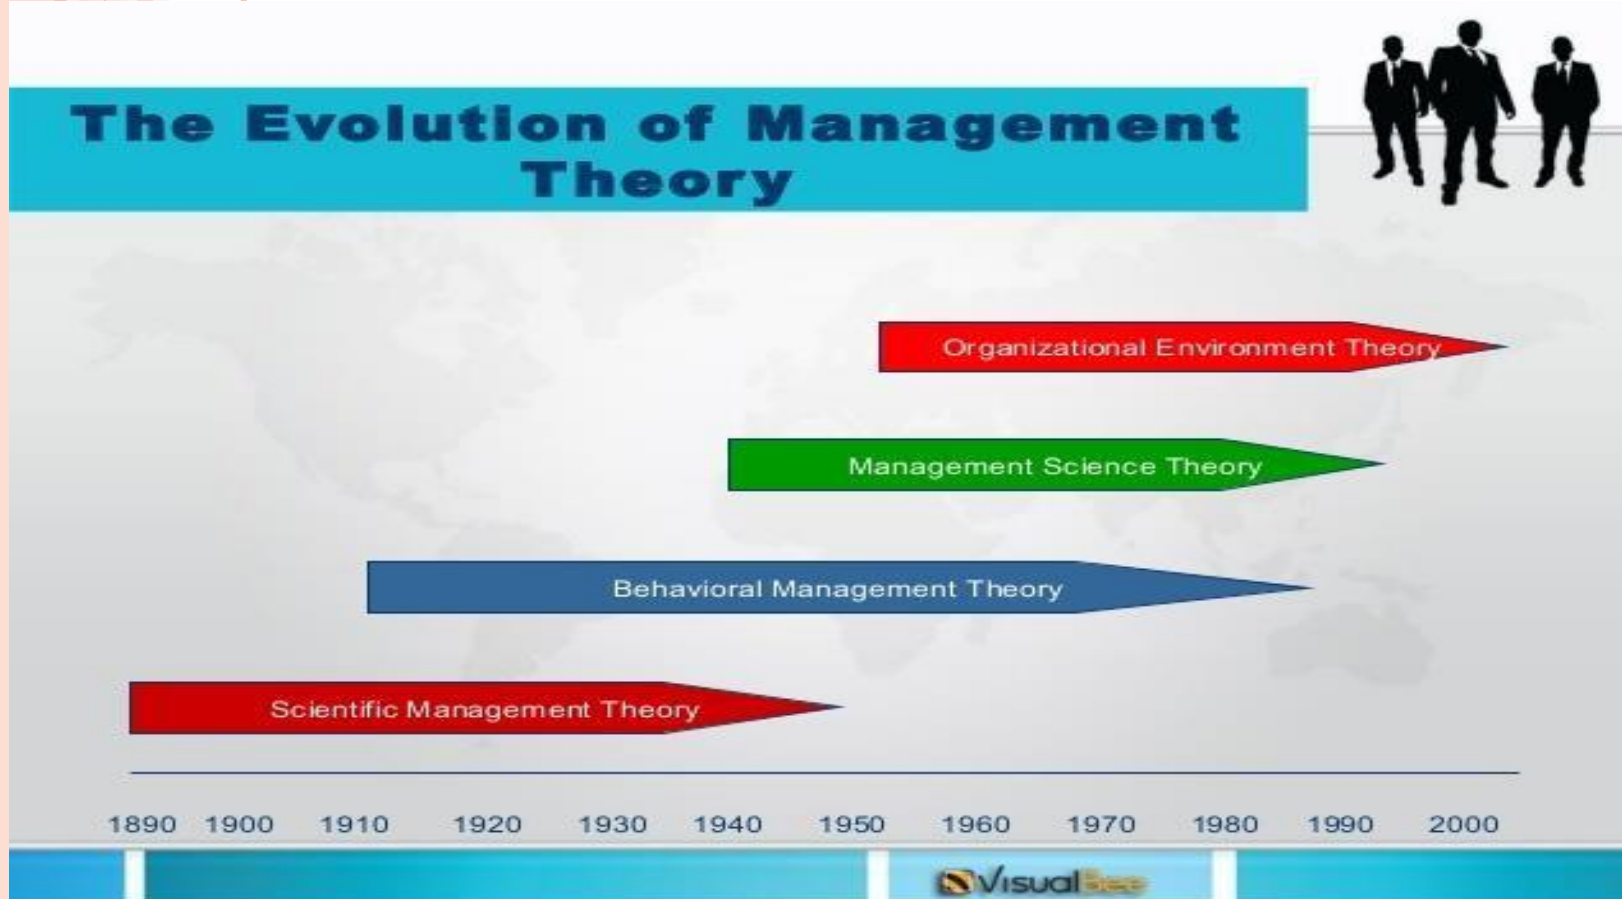 The Evolution of Management
Theory
Organizational Environment Theory
Management Science Theory
Behavioral Management Theory
Scientific Management Theory
1890 1900 1910 1920 1930 1940 1950 1960 1970 1980 1990 2000
VisualBee